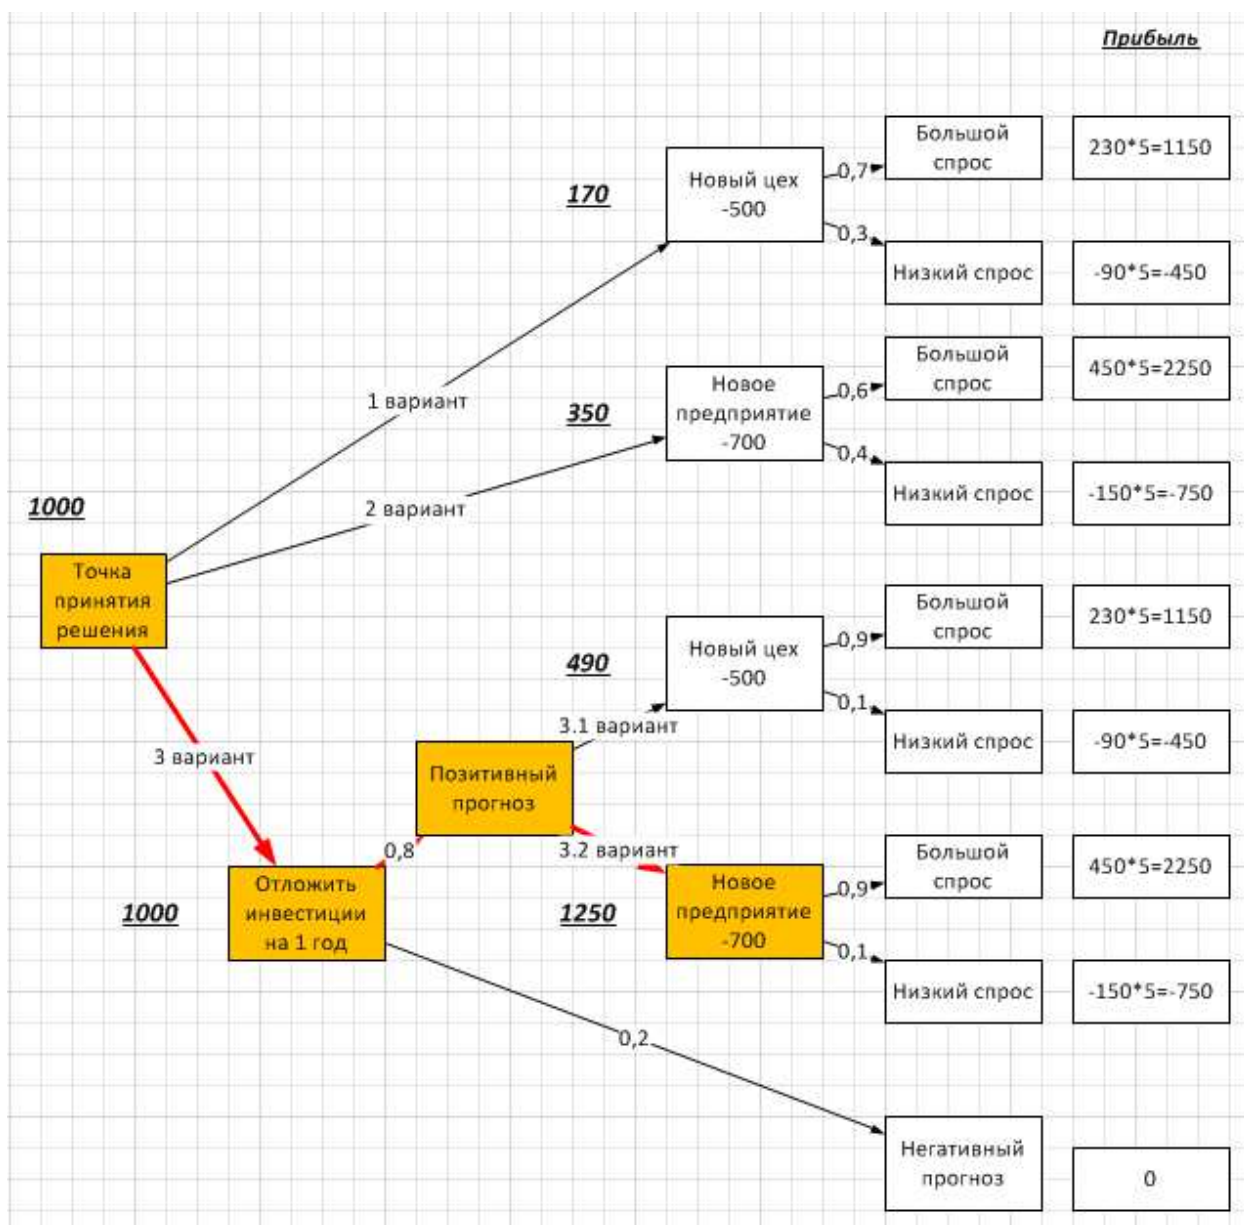 Прибыль
Большой
спрос
230*5=1150
Новый цех
-500
0,7
170
0,3
Низкий спрос
-90*5=-450
Большой
спрос
450*5=2250
Новое
предприятие
-700
0,6
1 вариант
350
0,4
Низкий спрос
-150*5=-750
2 вариант
1000
Точка
принятия
решения
Большой
спрос
230*5=1150
Новый цех
-500
0,9
490
0,1
3.1 вариант
Низкий спрос
-90*5=-450
3 вариант
Позитивный
прогноз
0,8
3.2 вариант
Большой
спрос
450*5=2250
Отложить
инвестиции
на 1 год
1000
Новое
предприятие
-700
0,9
1250
0,1
Низкий спрос
-150*5=-750
0,2
Негативный
прогноз
0